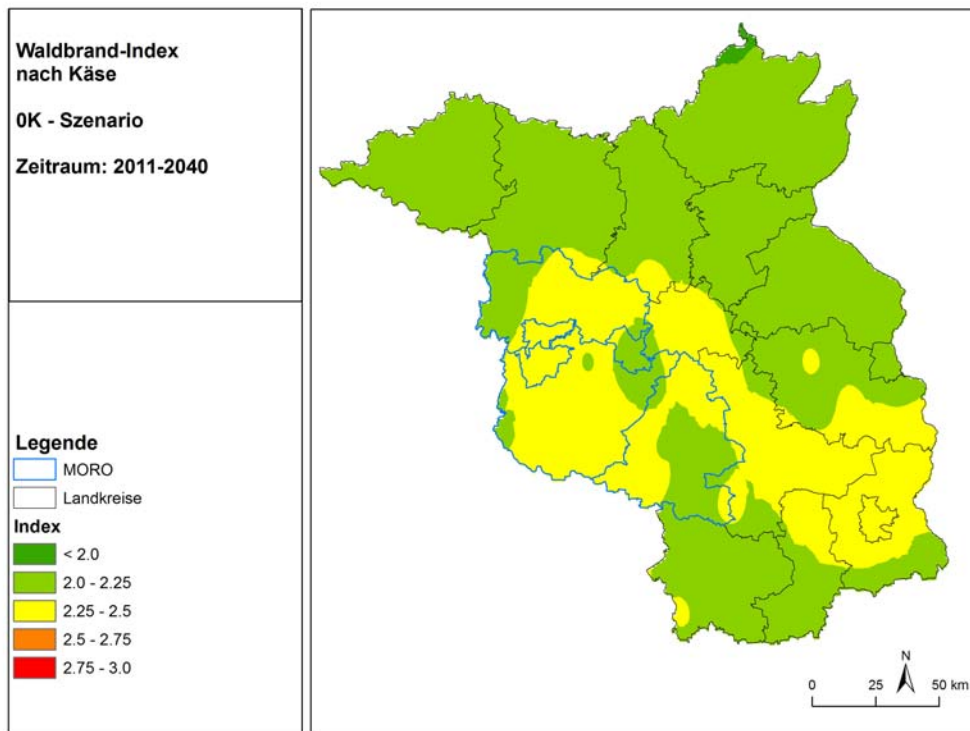 Waldbrand-Index
nach Käse
0K - Szenario
Zeitraum: 2011-2040
Legende
MORO
Landkreise
Index
< 2.0
2.0 - 2.25
2.25 - 2.5
2.5 - 2.75
2.75 - 3.0
N
0 25 50 km